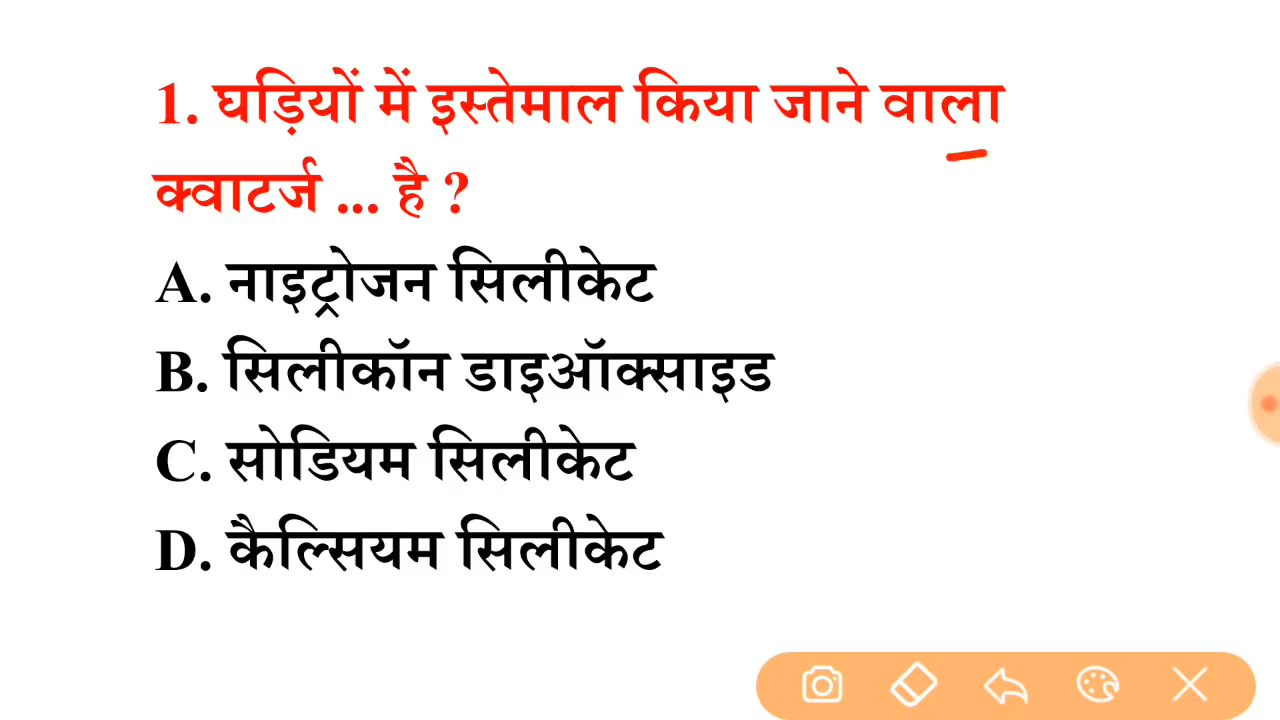 1. घड़ियों में इस्तेमाल किया जाने वाला
क्वाटर्ज ... है ?
A. नाइट्रोजन सिलीकेट
B. सिलीकॉन डाइऑक्साइड
C. सोडियम सिलीकेट
D. कैल्सियम सिलीकेट